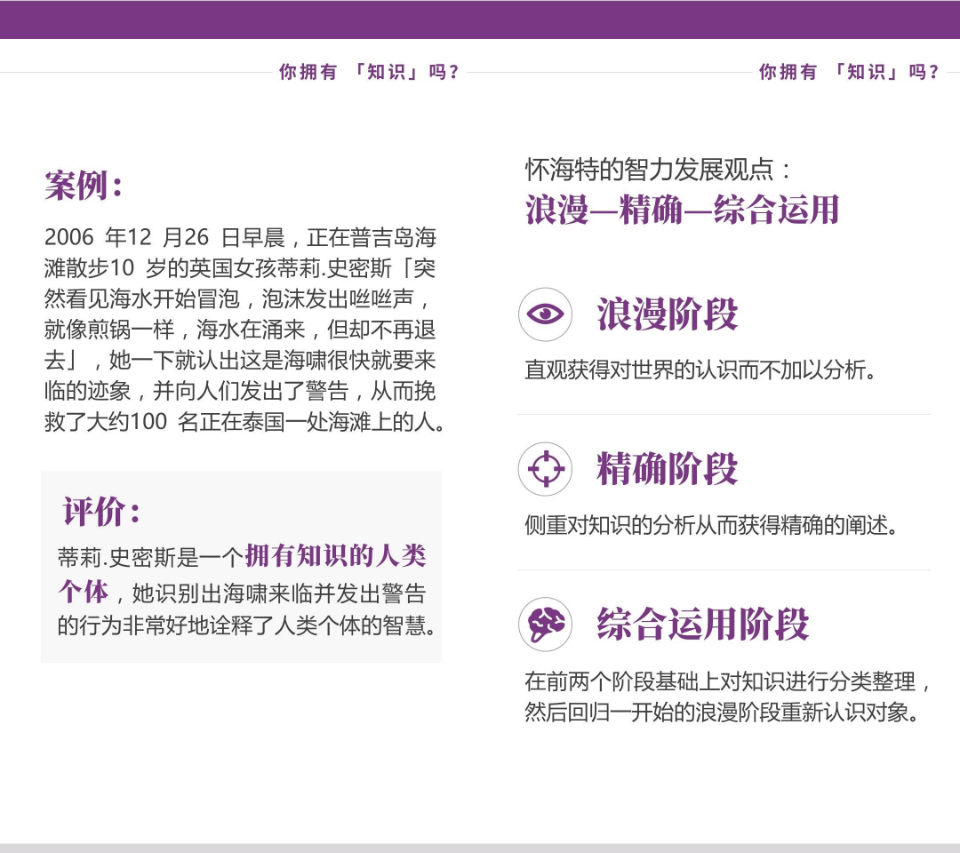 你拥有 「知识」吗?
案例：
2006 年12 月26 日早晨，正在普吉岛海
滩散步10 岁的英国女孩蒂莉.史密斯「突
然看见海水开始冒泡，泡沫发出咝咝声，
就像煎锅一样，海水在涌来，但却不再退
去」，她一下就认出这是海啸很快就要来
临的迹象，并向人们发出了警告，从而挽
救了大约100 名正在泰国一处海滩上的人。
评价：
蒂莉.史密斯是一个拥有知识的人类
个体，她识别出海啸来临并发出警告
的行为非常好地诠释了人类个体的智慧。
你拥有 「知识」吗?
怀海特的智力发展观点：
浪漫—精确—综合运用
浪漫阶段
直观获得对世界的认识而不加以分析。
精确阶段
侧重对知识的分析从而获得精确的阐述。
综合运用阶段
在前两个阶段基础上对知识进行分类整理，
然后回归一开始的浪漫阶段重新认识对象。